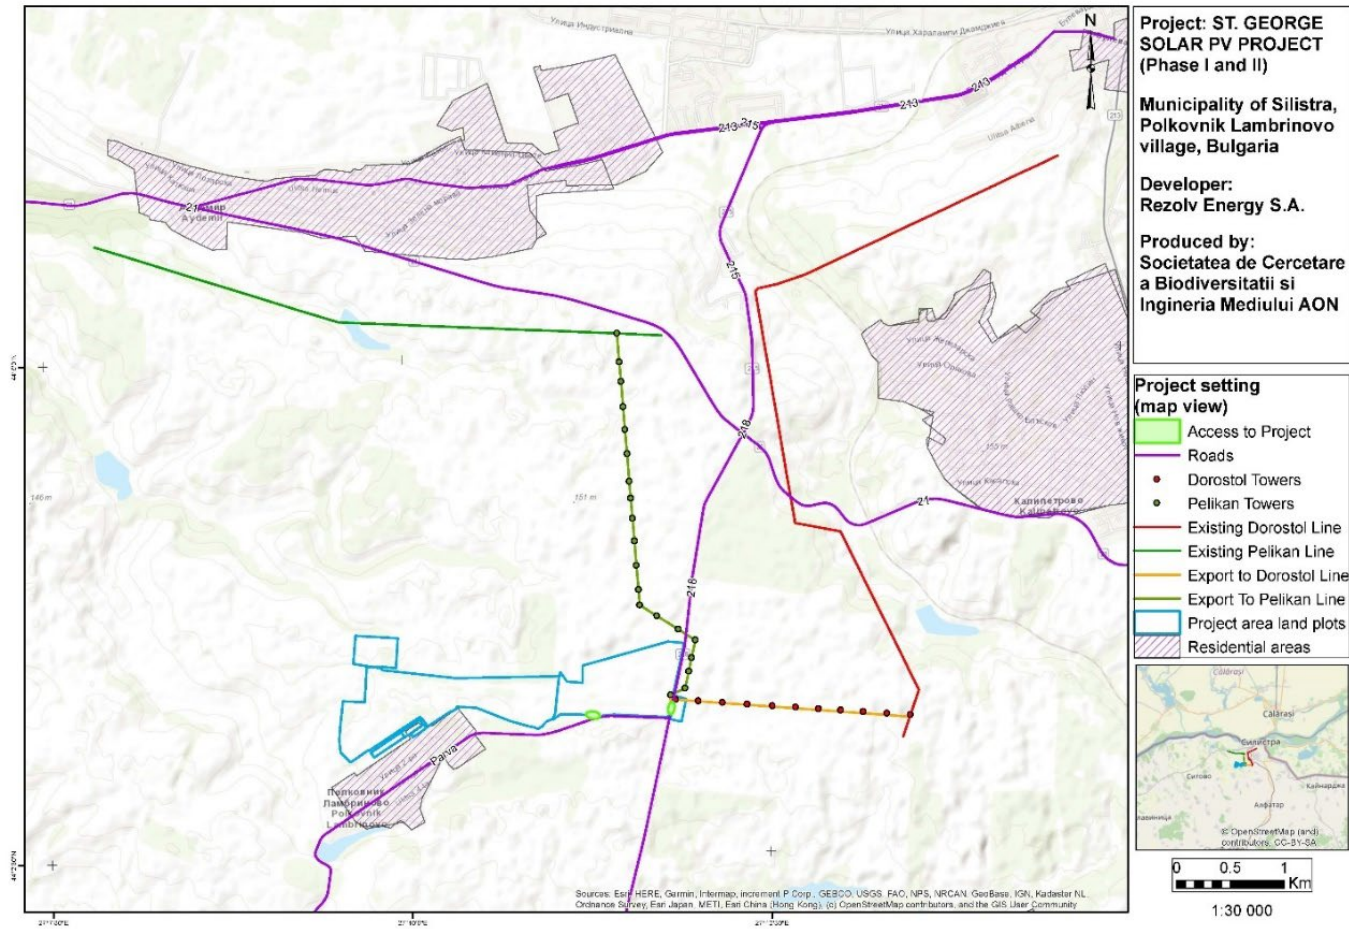 Project: ST. GEORGE
SOLAR PV PROJECT
(Phase I and II)
Municipality of Silistra,
Polkovnik Lambrinovo
village, Bulgaria
Developer:
Rezolv Energy S.A.
Produced by:
Societatea de Cercetare
a Biodiversitatii si
Ingineria Mediului AON
Project setting
(map view)
Access to Project
Roads
Dorostol Towers
Pelikan Towers
Existing Dorostol Line
Existing Pelikan Line
Export to Dorostol Line
Export To Pelikan Line
Project area land plots
Residential areas
N
Улица Индустриална
Улица Харалампи Джамджиев
213
213
213
Aydemir
21
215
218
21
218
146 m
151 m
Калипетрово
Parva
Полковник
Ламбриново
Polkovnik
Lambrinovo
Călărași
Călărași
Силистра
Ситово
Кайнарджа
Алфатар
© OpenStreetMap (and)
contributors, CC-BY-SA
0 0.5 1
Km
1:30 000
Sources: Esri, HERE, Garmin, Intermap, increment P Corp., GEBCO, USGS, FAO, NPS, NRCAN, GeoBase, IGN, Kadaster NL,
Ordnance Survey, Esri Japan, METI, Esri China (Hong Kong), (c) OpenStreetMap contributors, and the GIS User Community